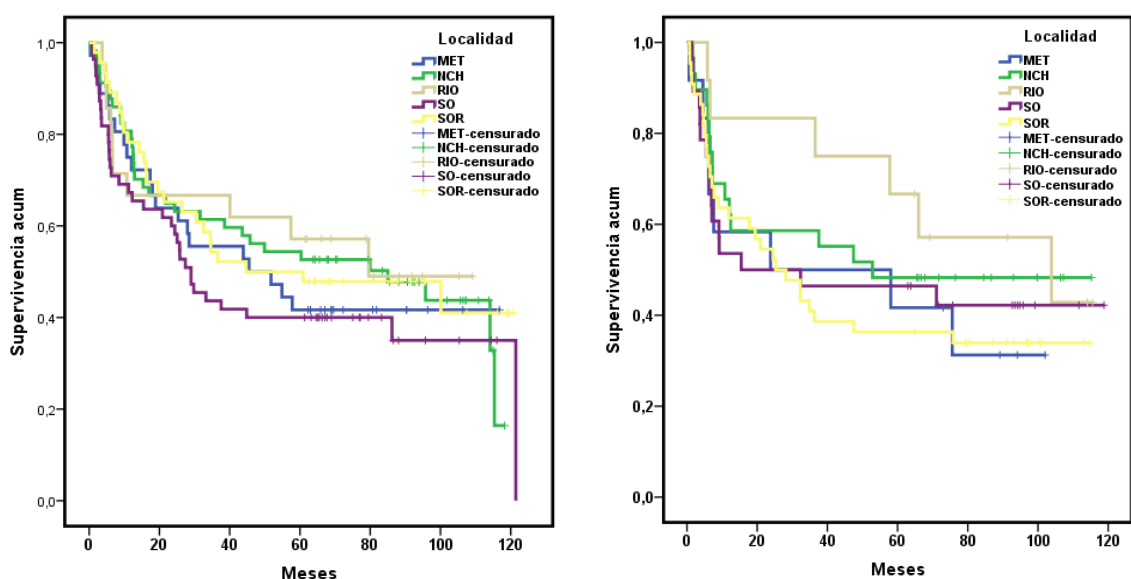 Localidad
MET
NCH
RIO
SO
SOR
MET-censurado
NCH-censurado
RIO-censurado
SO-censurado
SOR-censurado
Supervivencia acum
1,0
0,8
0,6
0,4
0,2
0,0
0 20 40 60 80 100 120
Meses
Localidad
MET
NCH
RIO
SO
SOR
MET-censurado
NCH-censurado
RIO-censurado
SO-censurado
SOR-censurado
Supervivencia acum
1,0
0,8
0,6
0,4
0,2
0,0
0 20 40 60 80 100 120
Meses